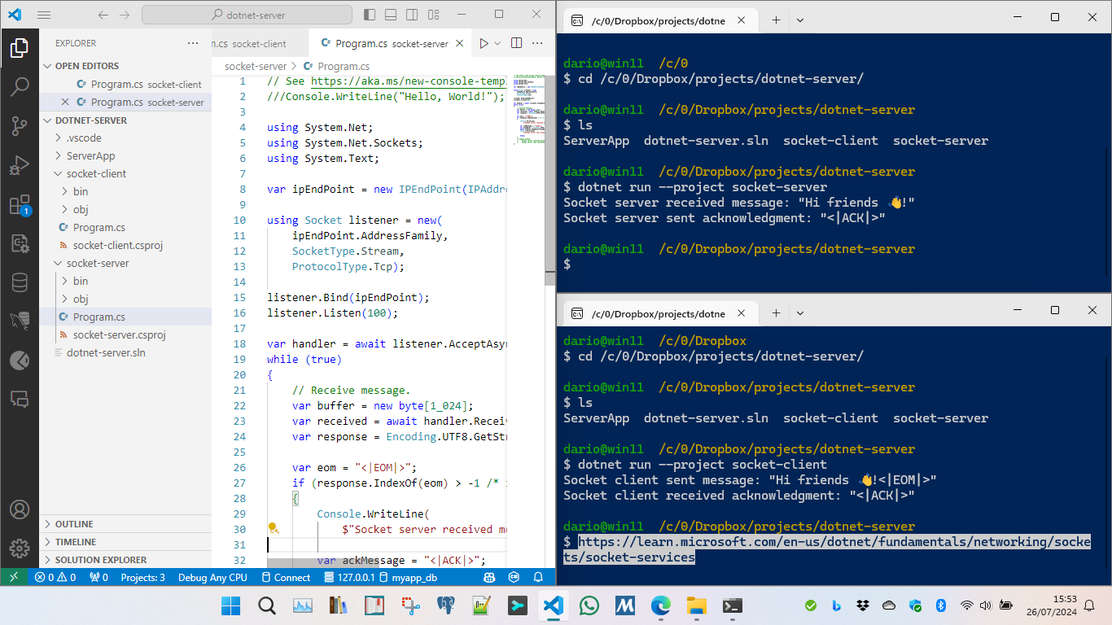 dotnet-server
EXPLORER
OPEN EDITORS
Program.cs socket-client
Program.cs socket-server
DOTNET-SERVER
.vscode
ServerApp
socket-client
bin
obj
Program.cs
socket-client.csproj
socket-server
bin
obj
Program.cs
socket-server.csproj
dotnet-server.sln
OUTLINE
TIMELINE
SOLUTION EXPLORER
1
m.cs socket-client
Program.cs socket-server
socket-server > Program.cs
1 // See https://aka.ms/new-console-temp
2 ///Console.WriteLine("Hello, World!");
3
4 using System.Net;
5 using System.Net.Sockets;
6 using System.Text;
7
8 var ipEndPoint = new IPEndPoint(IPAddr
9
10 using Socket listener = new(
11 ipEndPoint.AddressFamily,
12 SocketType.Stream,
13 ProtocolType.Tcp);
14
15 listener.Bind(ipEndPoint);
16 listener.Listen(100);
17
18 var handler = await listener.AcceptAsyn
19 while (true)
20 {
21 // Receive message.
22 var buffer = new byte[1_024];
23 var received = await handler.Receiv
24 var response = Encoding.UTF8.GetStr
25
26 var eom = "<|EOM|>";
27 if (response.IndexOf(eom) > -1 /*
28 {
29 Console.WriteLine(
30 $"Socket server received me
31
32 var ackMessage = "<|ACK|>";
0 0 0 Projects: 3 Debug Any CPU Connect 127.0.0.1 myapp_db
/c/0/Dropbox/projects/dotne
dario@win11 /c/0
$ cd /c/0/Dropbox/projects/dotnet-server/
dario@win11 /c/0/Dropbox/projects/dotnet-server
$ ls
ServerApp dotnet-server.sln socket-client socket-server
dario@win11 /c/0/Dropbox/projects/dotnet-server
$ dotnet run --project socket-server
Socket server received message: "Hi friends 👋!"
Socket server sent acknowledgment: "<|ACK|>"
dario@win11 /c/0/Dropbox/projects/dotnet-server
$
/c/0/Dropbox/projects/dotne
dario@win11 /c/0/Dropbox
$ cd /c/0/Dropbox/projects/dotnet-server/
dario@win11 /c/0/Dropbox/projects/dotnet-server
$ ls
ServerApp dotnet-server.sln socket-client socket-server
dario@win11 /c/0/Dropbox/projects/dotnet-server
$ dotnet run --project socket-client
Socket client sent message: "Hi friends 👋!<|EOM|>"
Socket client received acknowledgment: "<|ACK|>"
dario@win11 /c/0/Dropbox/projects/dotnet-server
$ https://learn.microsoft.com/en-us/dotnet/fundamentals/networking/socke
ts/socket-services
15:53
26/07/2024